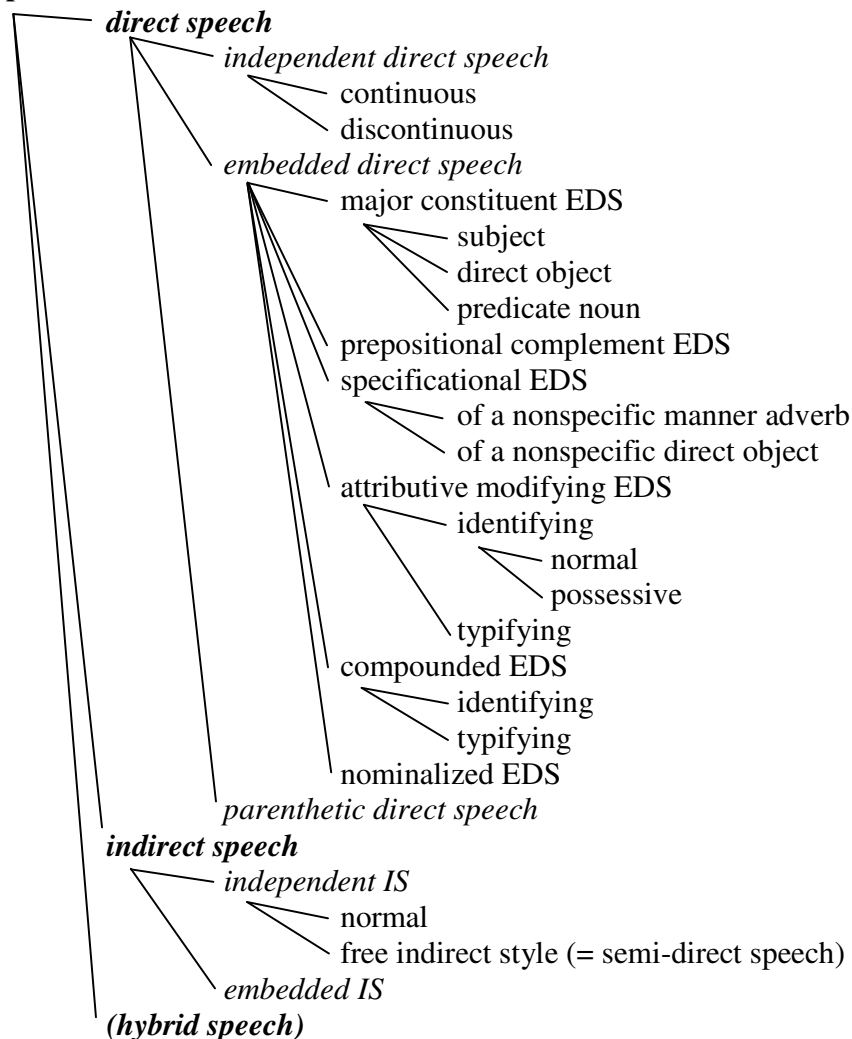 direct speech
independent direct speech
continuous
discontinuous
embedded direct speech
major constituent EDS
subject
direct object
predicate noun
prepositional complement EDS
specificational EDS
of a nonspecific manner adverb
of a nonspecific direct object
attributive modifying EDS
identifying
normal
possessive
typifying
compounded EDS
identifying
typifying
nominalized EDS
parenthetic direct speech
indirect speech
independent IS
normal
free indirect style (= semi-direct speech)
embedded IS
(hybrid speech)